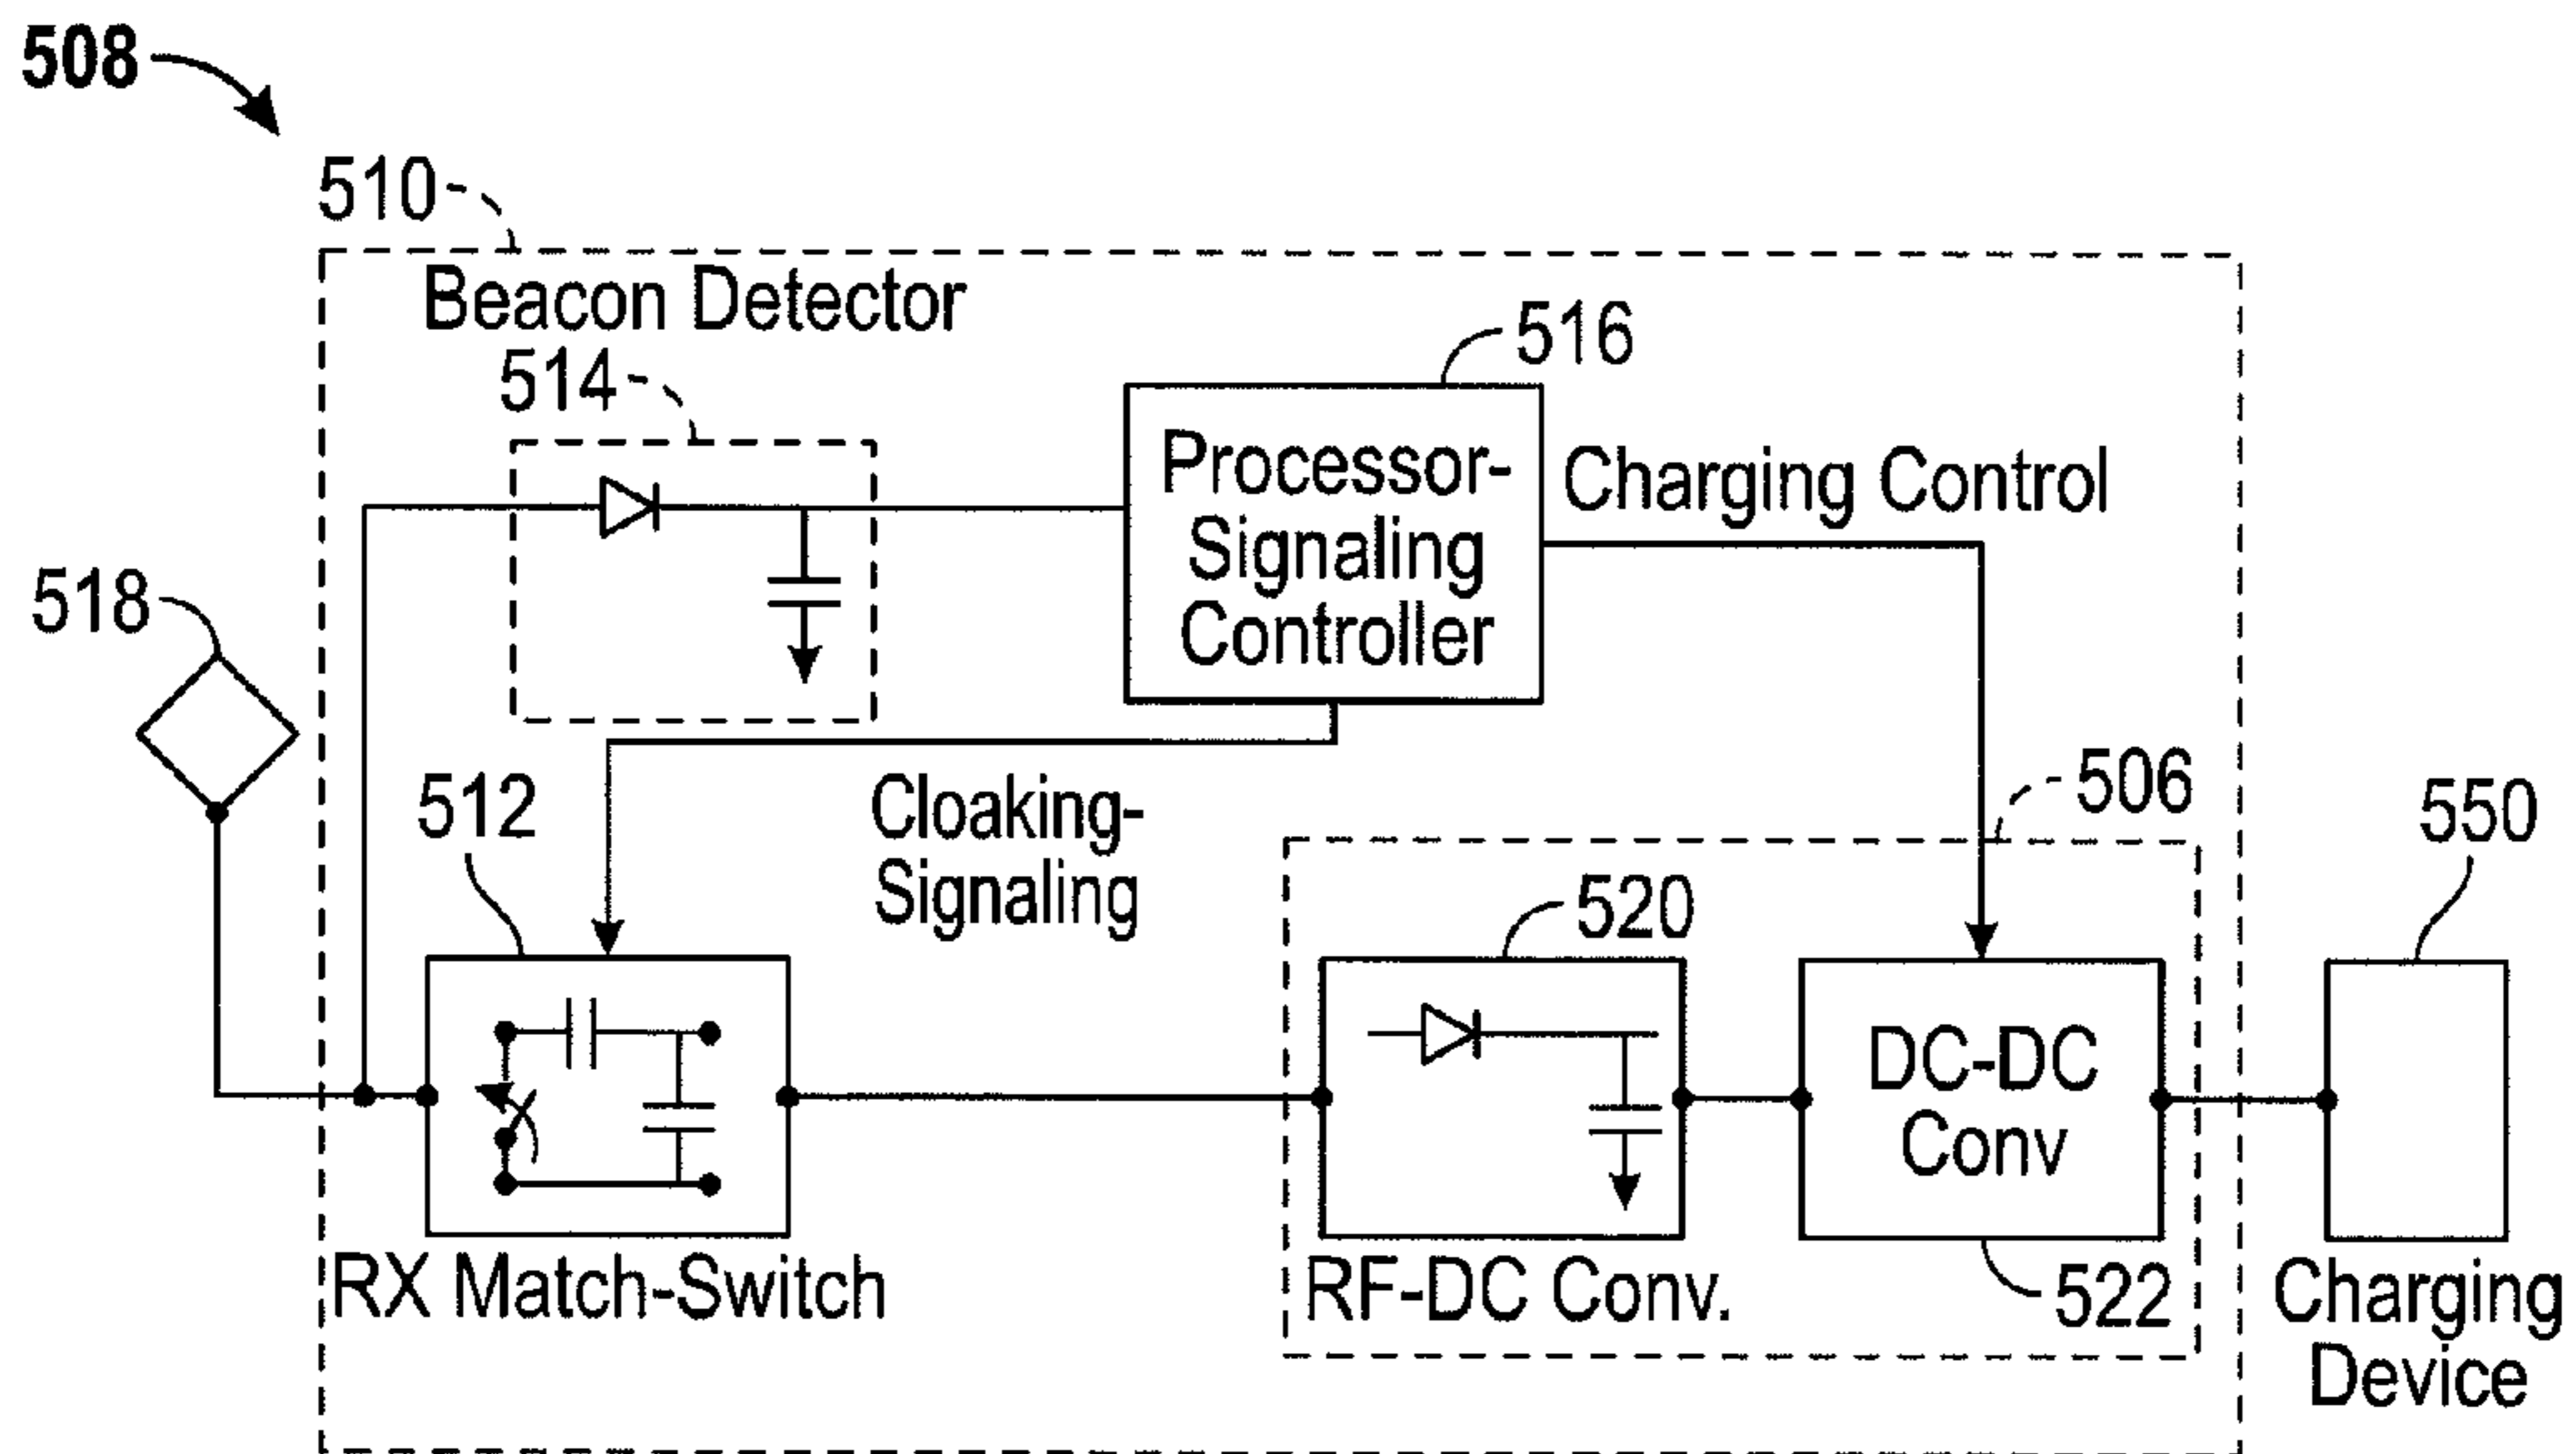 508
510
Beacon Detector
514
516
Processor-
Signaling
Controller
Charging Control
518
512
Cloaking-
Signaling
506
520
550
DC-DC
Conv
RX Match-Switch
RF-DC Conv.
522
Charging
Device